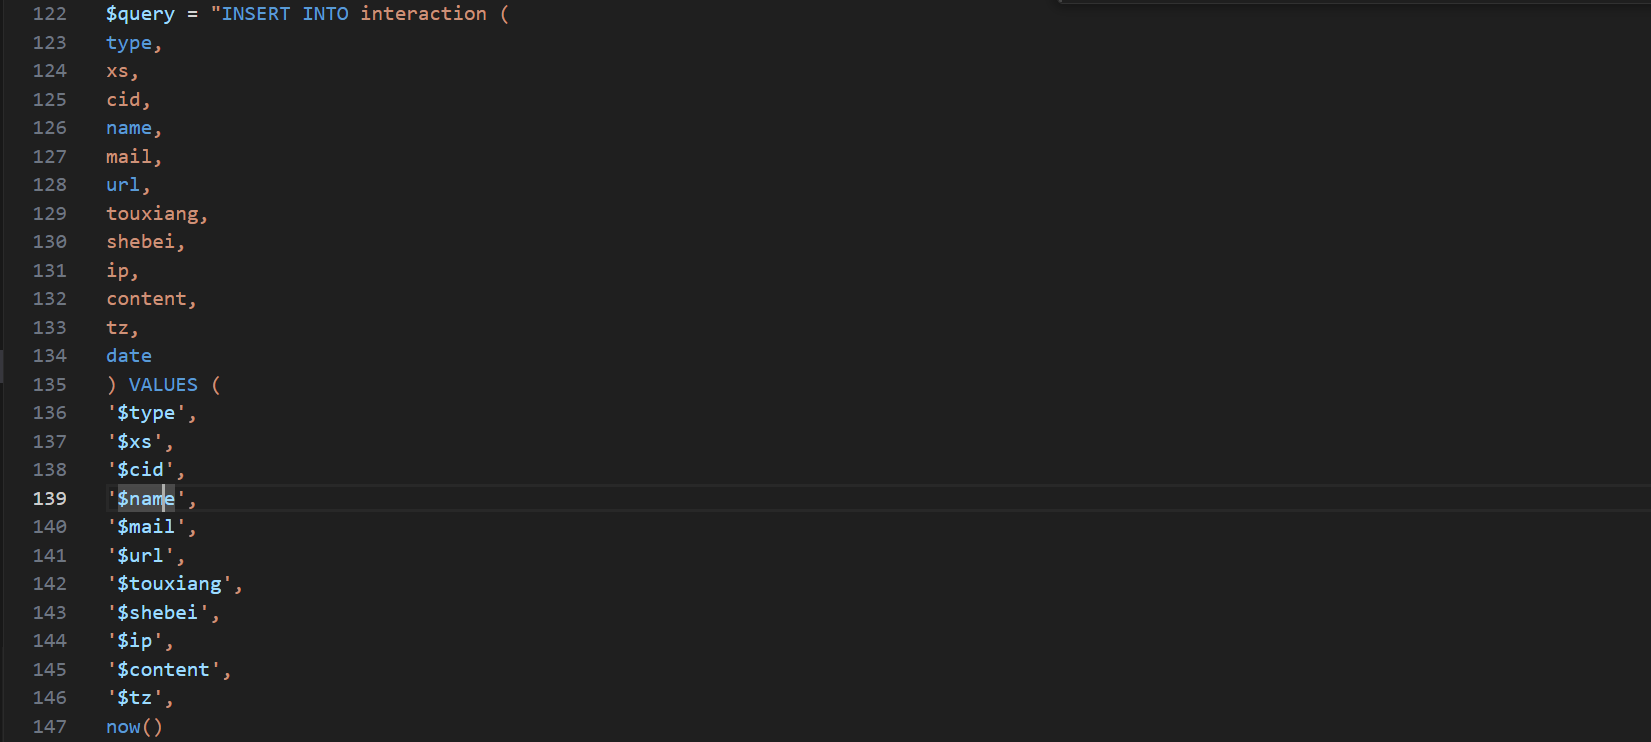 122 $query = "INSERT INTO interaction (
123 type,
124 xs,
125 cid,
126 name,
127 mail,
128 url,
129 touxiang,
130 shebei,
131 ip,
132 content,
133 tz,
134 date
135 ) VALUES (
136 '$type',
137 '$xs',
138 '$cid',
139 '$name',
140 '$mail',
141 '$url',
142 '$touxiang',
143 '$shebei',
144 '$ip',
145 '$content',
146 '$tz',
147 now()